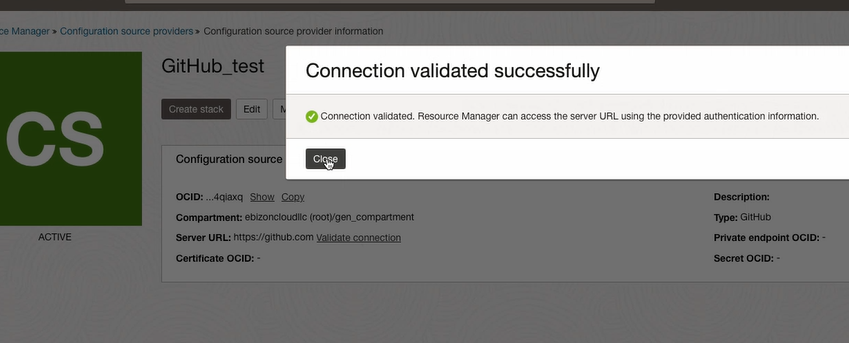 ce Manager » Configuration source providers » Configuration source provider information
CS
ACTIVE
GitHub_test
Create stack Edit M
Connection validated successfully
Connection validated. Resource Manager can access the server URL using the provided authentication information.
Close
Configuration source
OCID: ...4qiaxq Show Copy
Compartment: ebizoncloudllc (root)/gen_compartment
Server URL: https://github.com Validate connection
Certificate OCID: -
Description:
Type: GitHub
Private endpoint OCID: -
Secret OCID: -